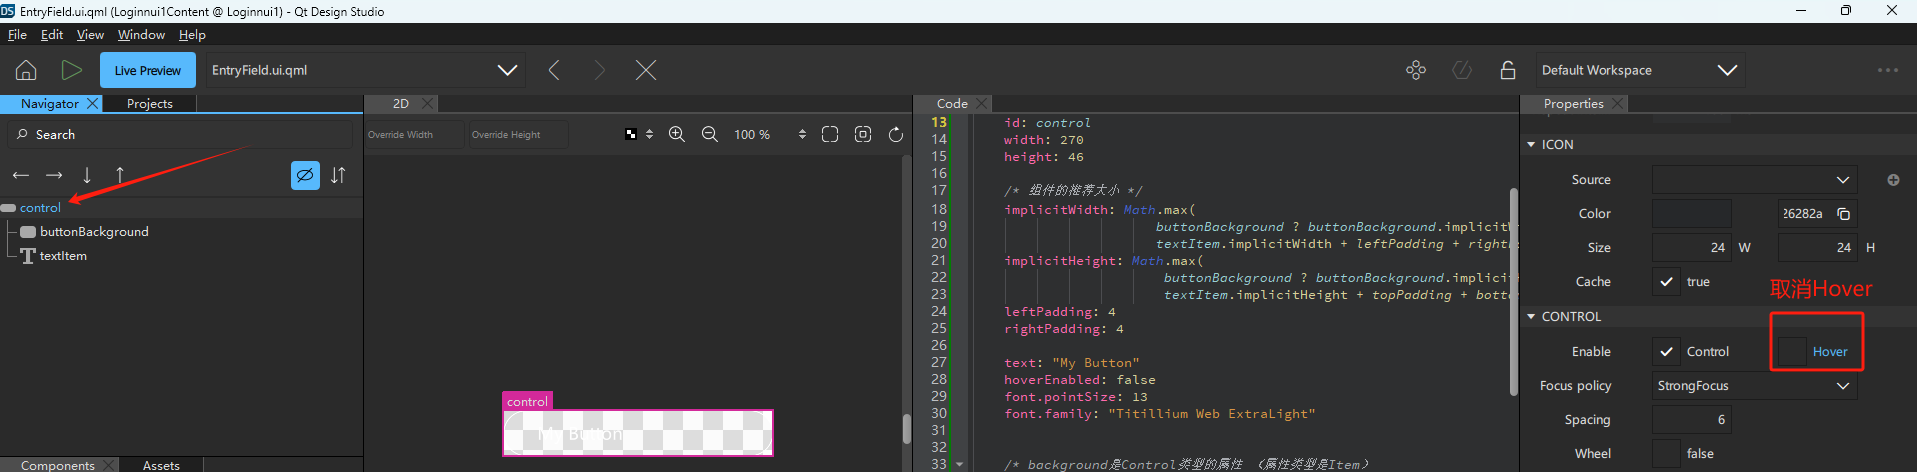 DS EntryField.ui.qml (Loginnui1Content @ Loginnui1) - Qt Design Studio
File Edit View Window Help
Live Preview EntryField.ui.qml Default Workspace
Navigator Projects 2D Code Properties
Search
Override Width Override Height 100 %
control
buttonBackground
textItem
control
My Button
Components Assets
13 id: control
14 width: 270
15 height: 46
16
17 /* 组件的推荐大小 */
18 implicitWidth: Math.max(
19 buttonBackground ? buttonBackground.implicitW
20 textItem.implicitWidth + leftPadding +
21 implicitHeight: Math.max(
22 buttonBackground ? buttonBackground.implicit
23 textItem.implicitHeight + topPadding +
24 leftPadding: 4
25 rightPadding: 4
26
27 text: "My Button"
28 hoverEnabled: false
29 font.pointSize: 13
30 font.family: "Titillium Web ExtraLight"
31
32
33 /* background是Control类型的属性 （属性类型是Item）
ICON
Source
Color 26282a
Size 24 W 24 H
Cache true
取消Hover
CONTROL
Enable Control Hover
Focus policy StrongFocus
Spacing 6
Wheel false